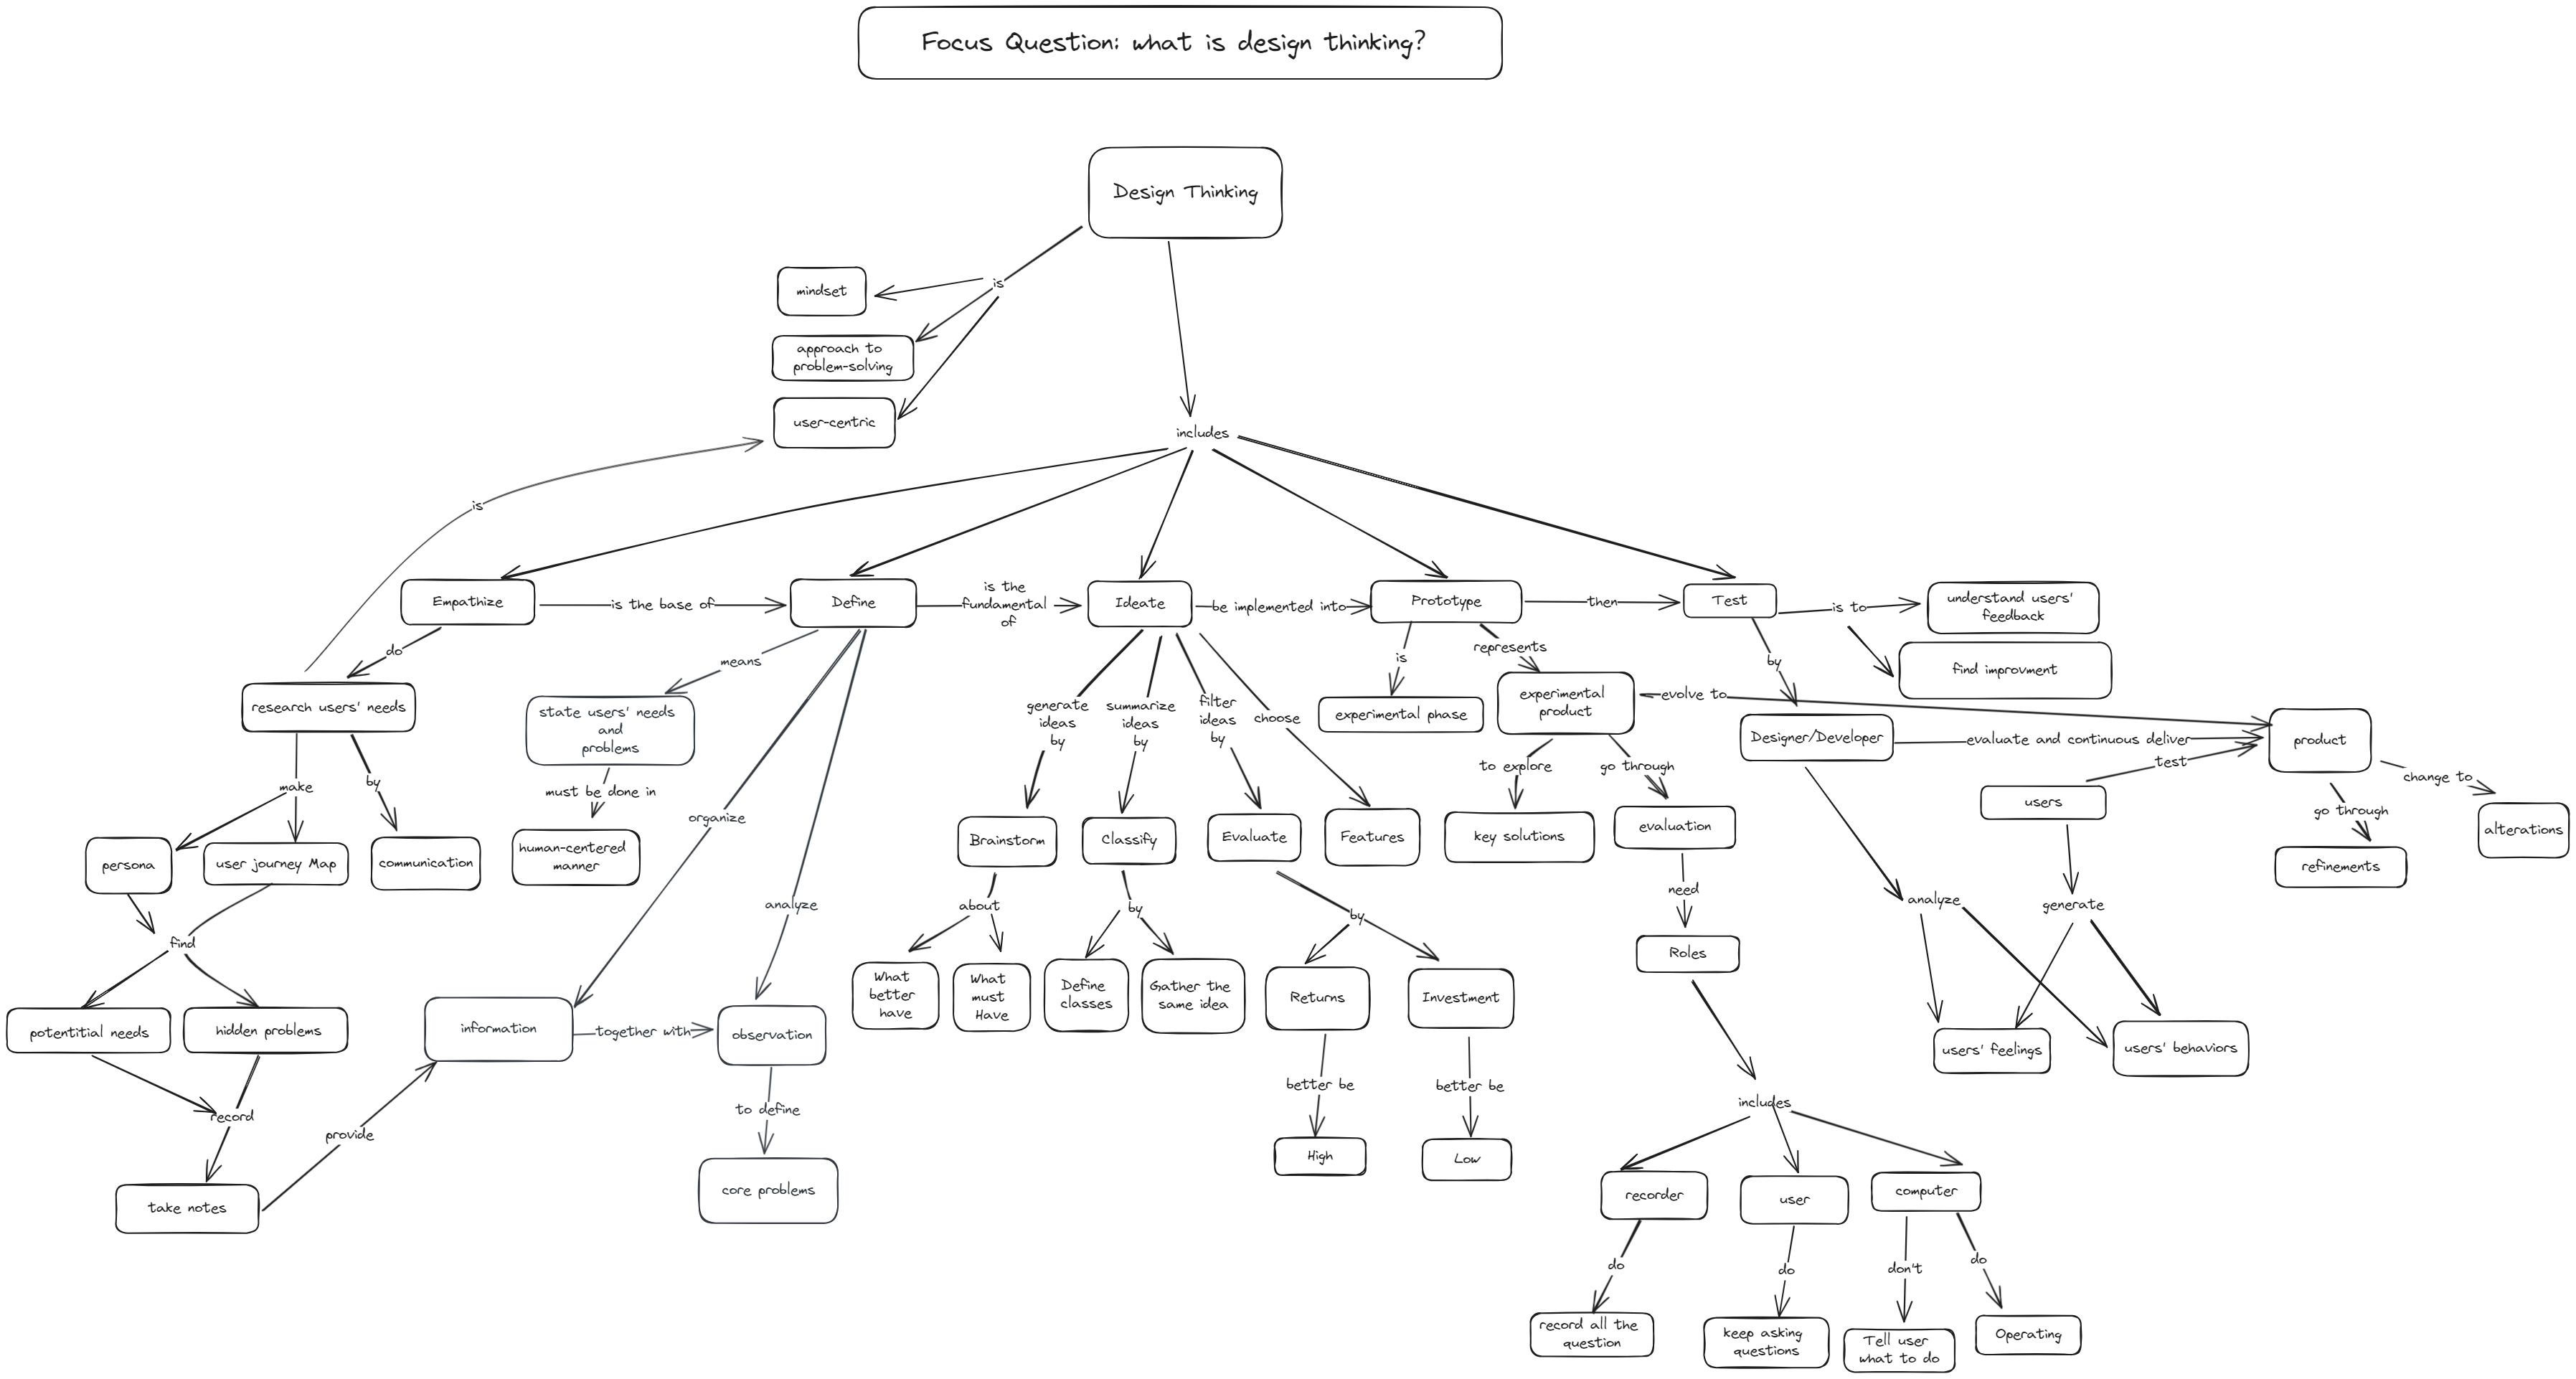 Focus Question: what is design thinking?
Design Thinking
is
mindset
approach to
problem-solving
user-centric
includes
is
Empathize
is the base of
Define
is the
fundamental
of
Ideate
be implemented into
Prototype
then
Test
is to
understand users'
feedback
find improvment
do
means
generate
ideas
by
summarize
ideas
by
filter
ideas
by
choose
is
represents
by
research users' needs
state users' needs
and
problems
experimental phase
experimental
product
evolve to
Designer/Developer
evaluate and continuous deliver
test
product
change to
make
by
must be done in
organize
to explore
go through
users
go through
alterations
persona
user journey Map
communication
human-centered
manner
Brainstorm
Classify
Evaluate
Features
key solutions
evaluation
refinements
find
analyze
about
by
by
need
analyze
generate
potentitial needs
hidden problems
information
together with
observation
What
better
have
What
must
Have
Define
classes
Gather the
same idea
Returns
Investment
Roles
users' feelings
users' behaviors
record
provide
to define
better be
better be
includes
take notes
core problems
High
Low
recorder
user
computer
do
do
don't
do
record all the
question
keep asking
questions
Tell user
what to do
Operating